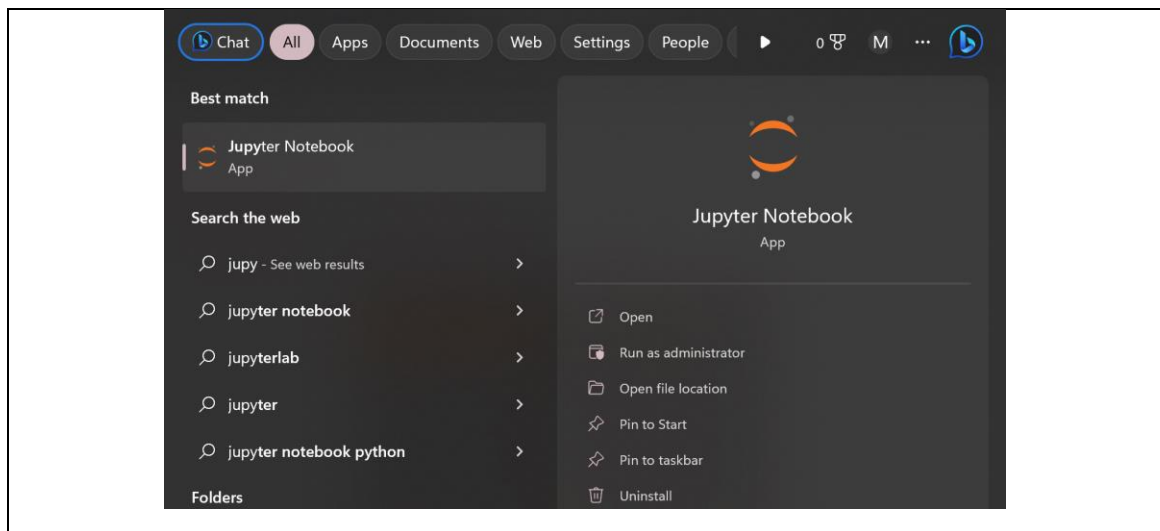 Chat All Apps Documents Web Settings People 0 M ...
Best match
Jupyter Notebook
App
Search the web
jupy - See web results
jupyter notebook
jupyterlab
jupyter
jupyter notebook python
Folders
Jupyter Notebook
App
Open
Run as administrator
Open file location
Pin to Start
Pin to taskbar
Uninstall